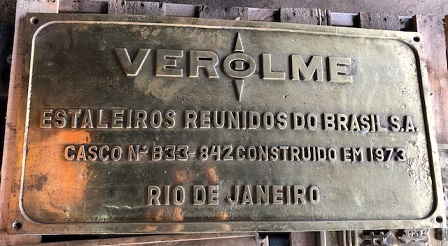 VEROLME
ESTALEIROS REUNIDOS DO BRASIL S.A.
CASCO Nº B33-842 CONSTRUIDO EM 1973
RIO DE JANEIRO